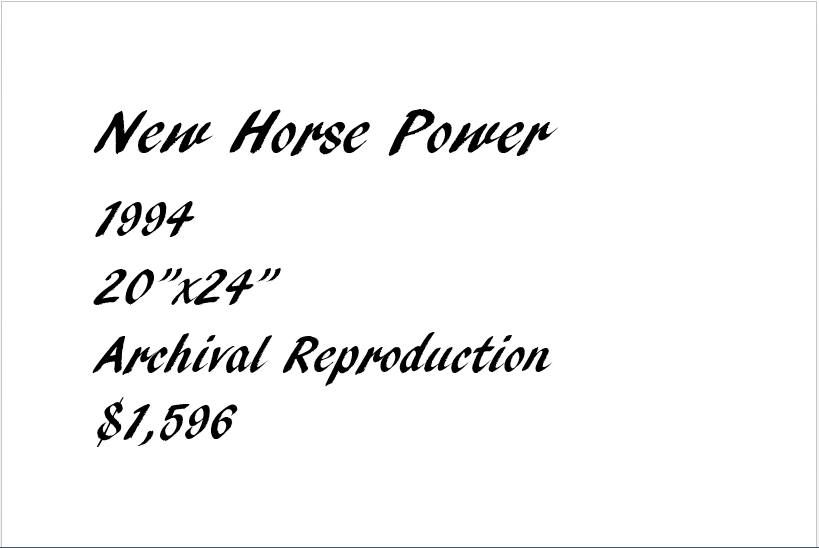 New Horse Power
1994
20”x24”
Archival Reproduction
$1,596